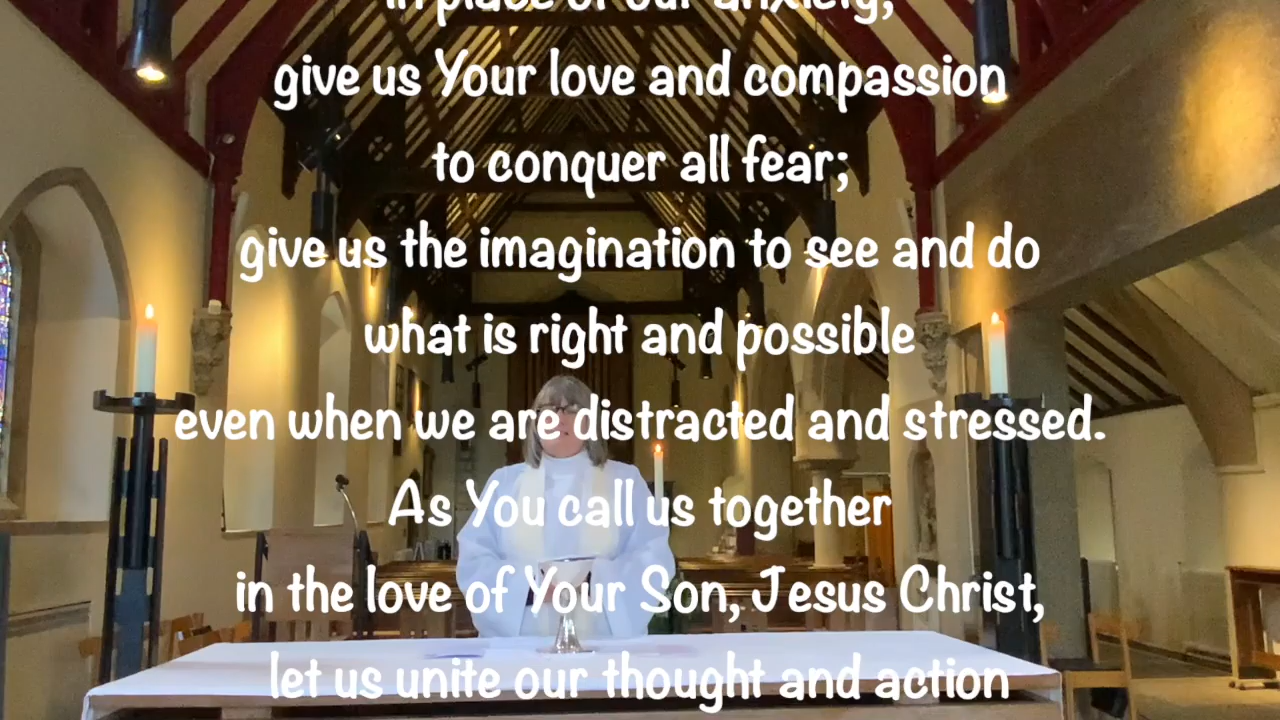 in place of our anxiety,
give us Your love and compassion
to conquer all fear;
give us the imagination to see and do
what is right and possible
even when we are distracted and stressed.
As You call us together
in the love of Your Son, Jesus Christ,
let us unite our thought and action